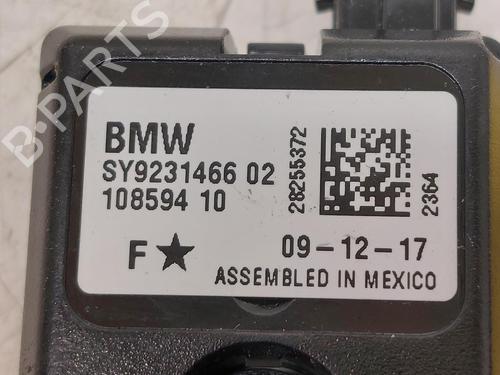 BMW
SY9231466 02
108594 10
28255372
2364
F★
09-12-17
ASSEMBLED IN MEXICO
B-PARTS